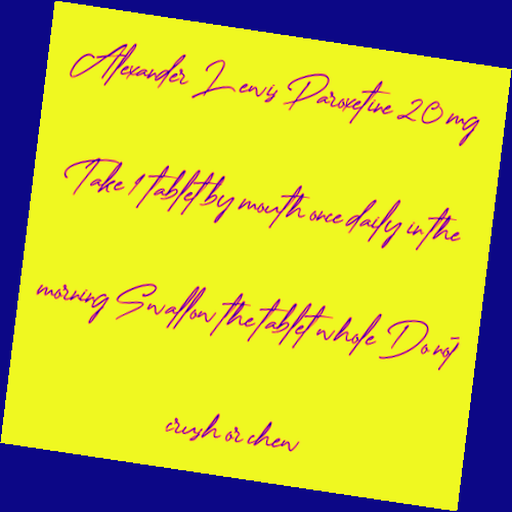 Alexander Lewis Paroxetine 20 mg
Take 1 tablet by mouth once daily in the
morning Swallow the tablet whole Do not
crush or chew